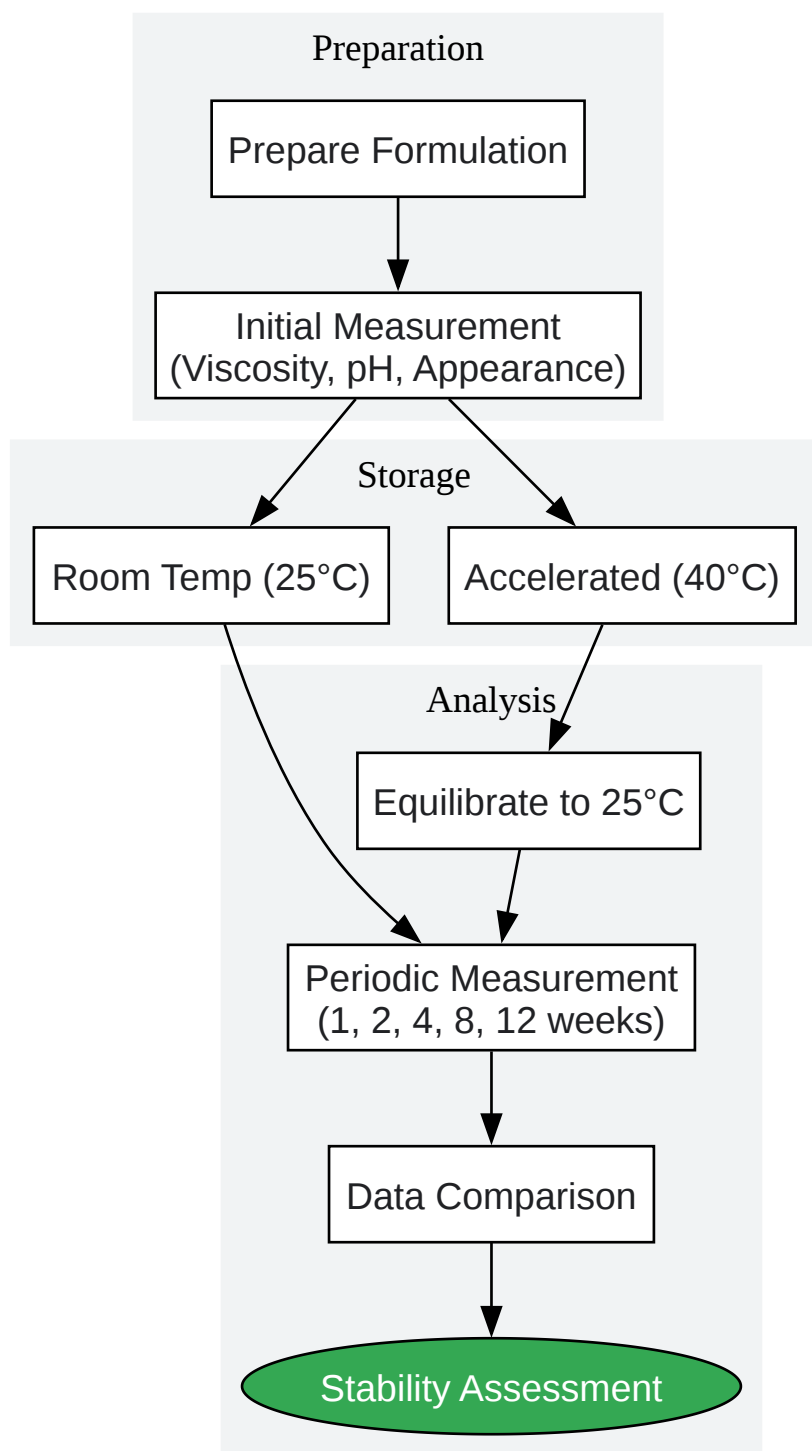 Preparation
Prepare Formulation
Initial Measurement
(Viscosity, pH, Appearance)
Storage
Room Temp (25°C)
Accelerated (40°C)
Analysis
Equilibrate to 25°C
Periodic Measurement
(1, 2, 4, 8, 12 weeks)
Data Comparison
Stability Assessment